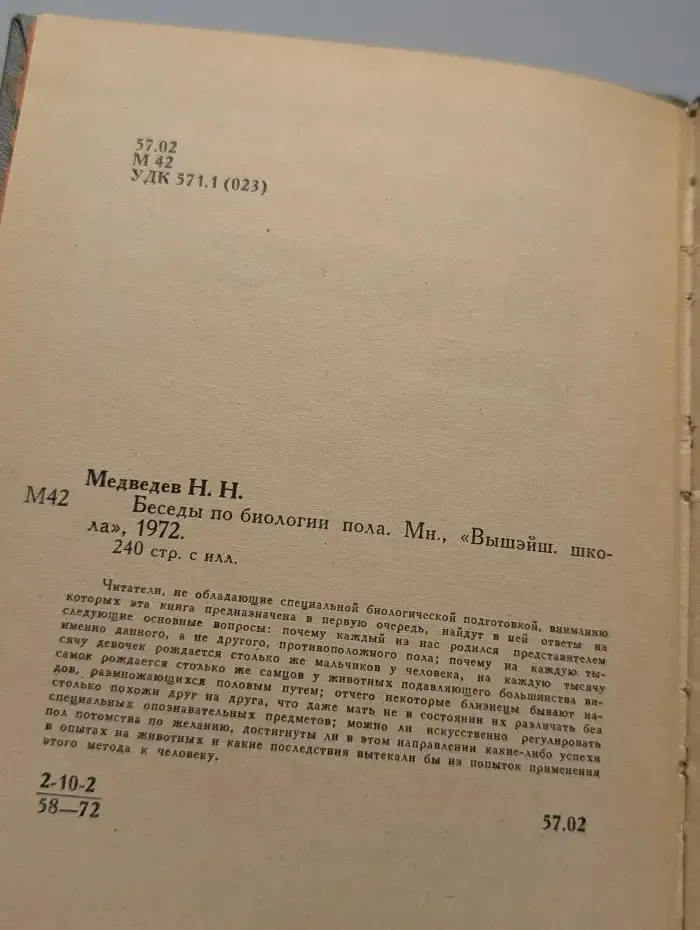 57.02
М 42
УДК 571.1 (023)
Медведев Н. Н.
М42
Беседы по биологии пола. Мн., «Вышэйш. шко-
ла», 1972.
240 стр. с илл.
Читатели, не обладающие специальной биологической подготовкой, вниманию
которых эта книга предназначена в первую очередь, найдут в ней ответы на
следующие основные вопросы: почему каждый из нас родился представителем
именно данного, а не другого, противоположного пола; почему на каждую ты-
сячу девочек рождается столько же мальчиков у человека, на каждую тысячу
самок рождается столько же самцов у животных подавляющего большинства ви-
дов, размножающихся половым путем; отчего некоторые близнецы бывают на-
столько похожи друг на друга, что даже мать не в состоянии их различать без
специальных опознавательных предметов; можно ли искусственно регулировать
пол потомства по желанию, достигнуты ли в этом направлении какие-либо успехи
в опытах на животных и какие последствия вытекали бы из попыток применения
этого метода к человеку.
2-10-2
58—72
57.02